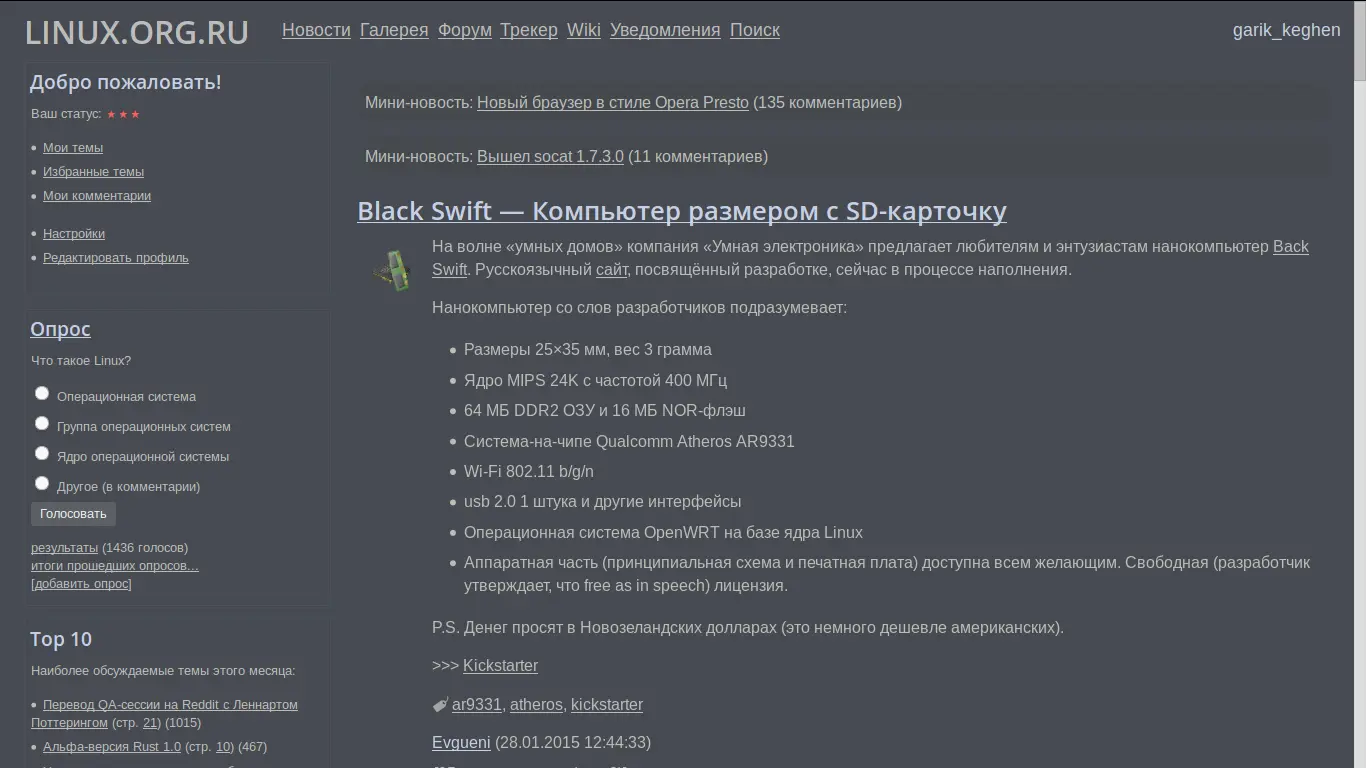 LINUX.ORG.RU
Новости Галерея Форум Трекер Wiki Уведомления Поиск
garik_keghen
Добро пожаловать!
Ваш статус: ★★★
Мои темы
Избранные темы
Мои комментарии
Настройки
Редактировать профиль
Опрос
Что такое Linux?
Операционная система
Группа операционных систем
Ядро операционной системы
Другое (в комментарии)
Голосовать
результаты (1436 голосов)
итоги прошедших опросов...
[добавить опрос]
Top 10
Наиболее обсуждаемые темы этого месяца:
• Перевод QA-сессии на Reddit с Леннартом
Поттерингом (стр. 21) (1015)
• Альфа-версия Rust 1.0 (стр. 10) (467)
Мини-новость: Новый браузер в стиле Opera Presto (135 комментариев)
Мини-новость: Вышел socat 1.7.3.0 (11 комментариев)
Black Swift — Компьютер размером с SD-карточку
На волне «умных домов» компания «Умная электроника» предлагает любителям и энтузиастам нанокомпьютер Back
Swift. Русскоязычный сайт, посвящённый разработке, сейчас в процессе наполнения.
Нанокомпьютер со слов разработчиков подразумевает:
• Размеры 25×35 мм, вес 3 грамма
• Ядро MIPS 24K с частотой 400 МГц
• 64 МБ DDR2 ОЗУ и 16 МБ NOR-флэш
• Система-на-чипе Qualcomm Atheros AR9331
• Wi-Fi 802.11 b/g/n
• usb 2.0 1 штука и другие интерфейсы
• Операционная система OpenWRT на базе ядра Linux
• Аппаратная часть (принципиальная схема и печатная плата) доступна всем желающим. Свободная (разработчик
утверждает, что free as in speech) лицензия.
P.S. Денег просят в Новозеландских долларах (это немного дешевле американских).
>>> Kickstarter
ar9331, atheros, kickstarter
Evgueni (28.01.2015 12:44:33)